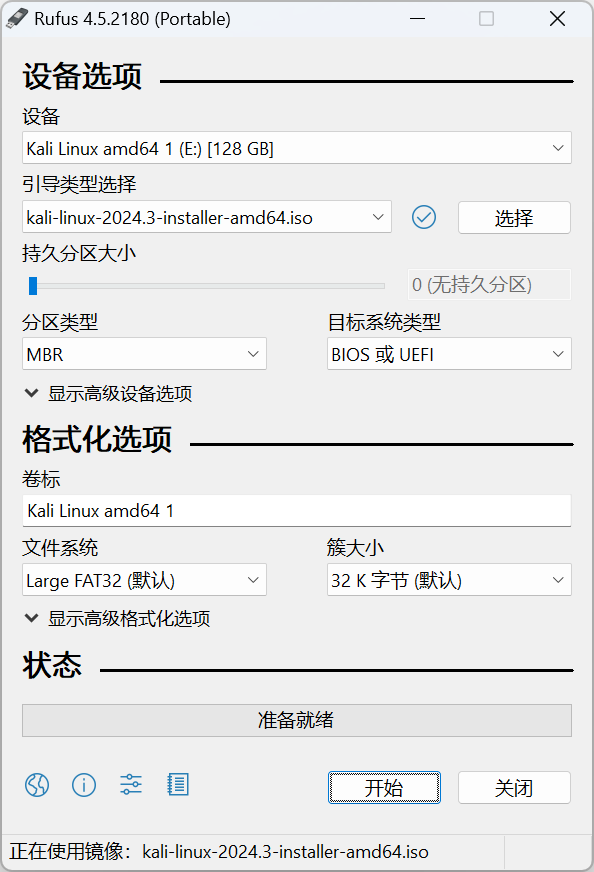 Rufus 4.5.2180 (Portable)
设备选项
设备
Kali Linux amd64 1 (E:) [128 GB]
引导类型选择
kali-linux-2024.3-installer-amd64.iso
选择
持久分区大小
0 (无持久分区)
分区类型
目标系统类型
MBR
BIOS 或 UEFI
显示高级设备选项
格式化选项
卷标
Kali Linux amd64 1
文件系统
簇大小
Large FAT32 (默认)
32 K 字节 (默认)
显示高级格式化选项
状态
准备就绪
开始
关闭
正在使用镜像：kali-linux-2024.3-installer-amd64.iso